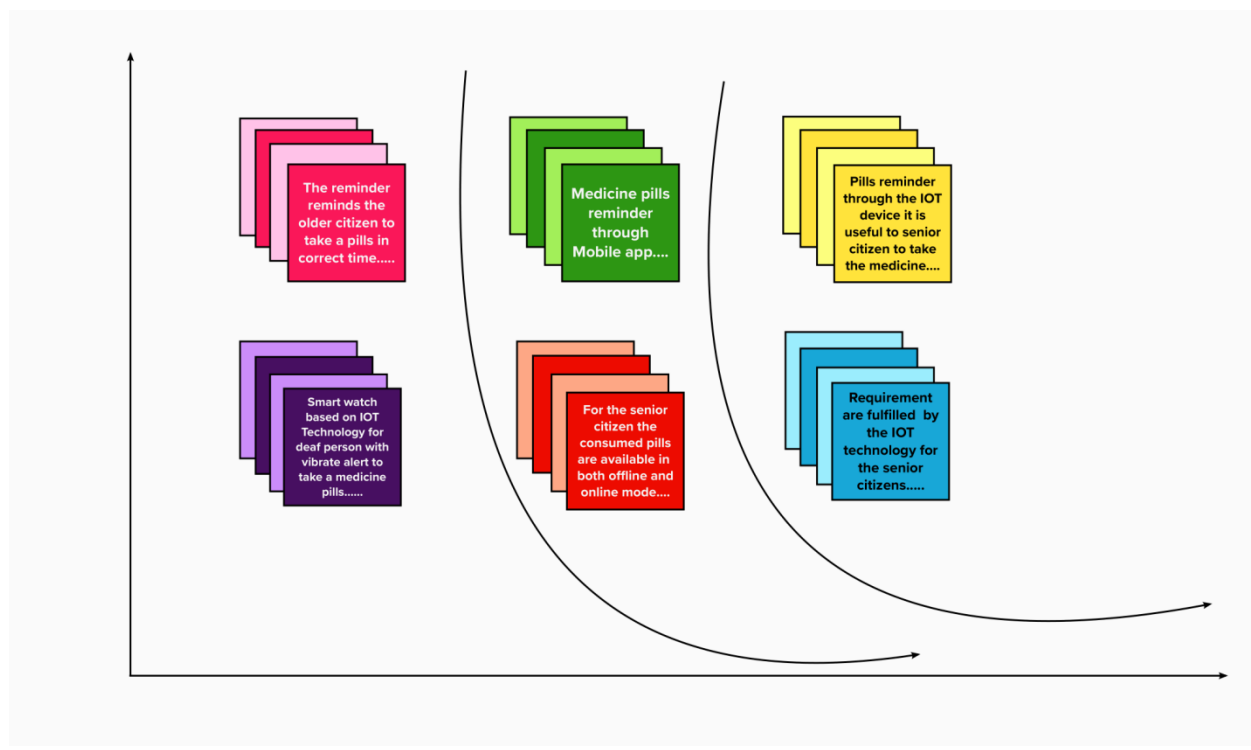 The reminder
reminds the
older citizen to
take a pills in
correct time.....
Medicine pills
reminder
through
Mobile app....
Pills reminder
through the IOT
device it is
useful to senior
citizen to take
the medicine....
Smart watch
based on IOT
Technology for
deaf person with
vibrate alert to
take a medicine
pills......
For the senior
citizen the
consumed pills
are available in
both offline and
online mode....
Requirement
are fulfilled by
the IOT
technology for
the senior
citizens.....